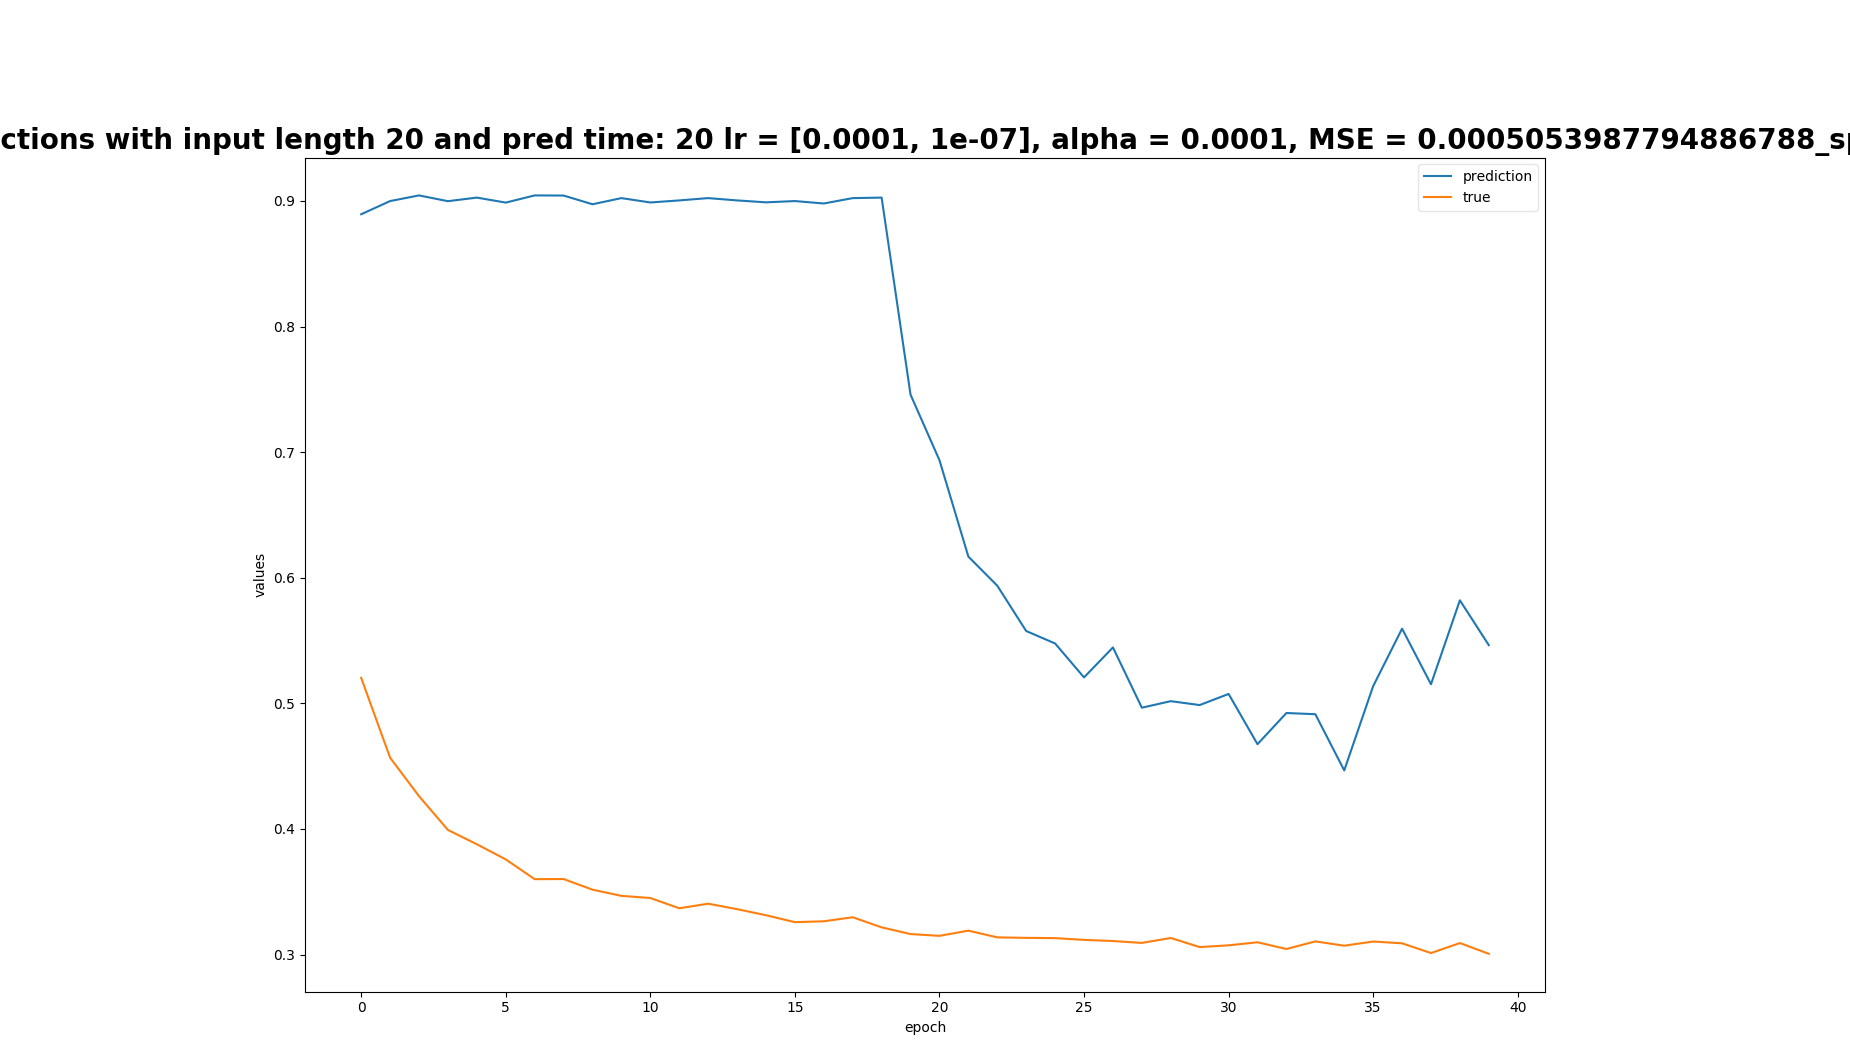 ctions with input length 20 and pred time: 20 lr = [0.0001, 1e-07], alpha = 0.0001, MSE = 0.0005053987794886788_sp
prediction
true
0.9
0.8
0.7
0.6
0.5
0.4
0.3
values
0 5 10 15 20 25 30 35 40
epoch